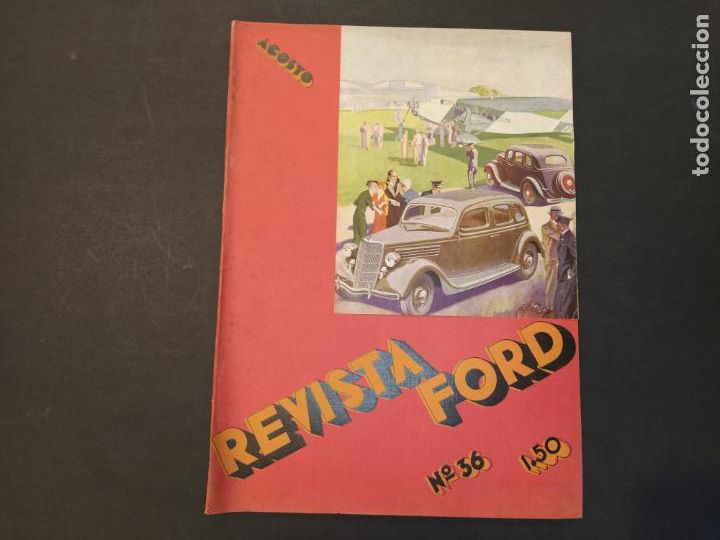 AGOSTO
REVISTA
FORD
Nº 36
1.50
todocoleccion